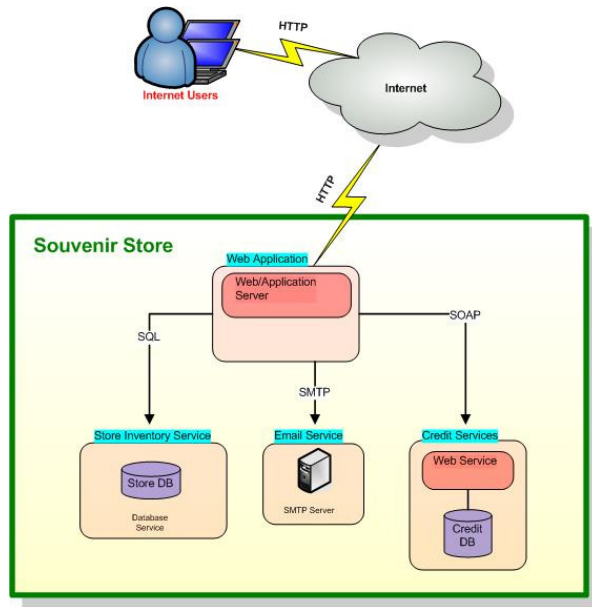 HTTP
Internet Users
Internet
HTTP
Souvenir Store
Web Application
Web/Application
Server
SQL
SOAP
SMTP
Store Inventory Service
Email Service
Credit Services
Store DB
Database
Service
SMTP Server
Web Service
Credit
DB